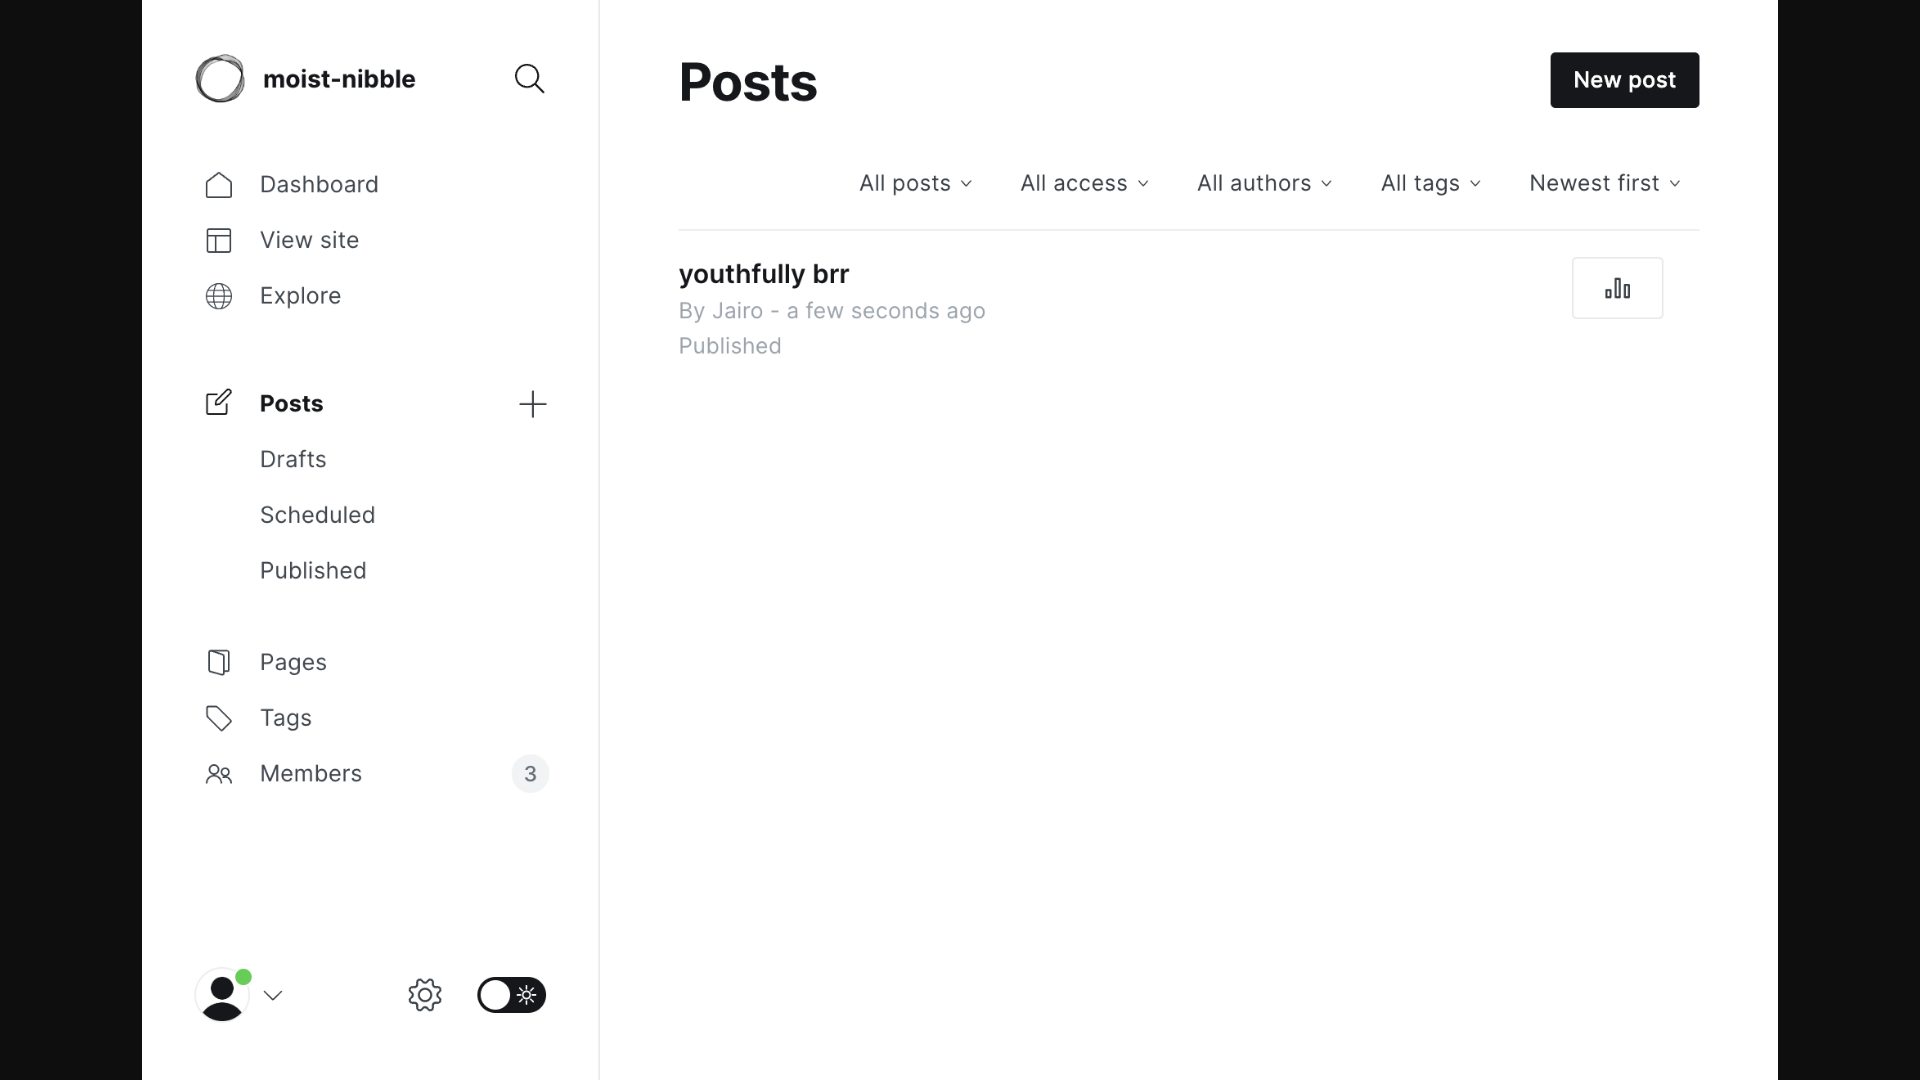 moist-nibble
Dashboard
View site
Explore
Posts
Drafts
Scheduled
Published
Pages
Tags
Members 3
Posts
New post
All posts All access All authors All tags Newest first
youthfully brr
By Jairo - a few seconds ago
Published